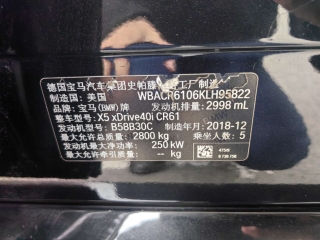 德国宝马汽车集团史帕腾 工厂制造
制造国: 美国 WBACR6106KLH95822
品牌: 宝马(BMW)牌 发动机排量: 2998 mL
整车型号: X5 xDrive40i CR61
发动机型号: B58B30C 制造年月: 2018-12
最大允许总质量: 2800 kg 乘坐人数: 5
发动机最大净功率: 250 kW 475/6
最大允许牵引质量: --- kg